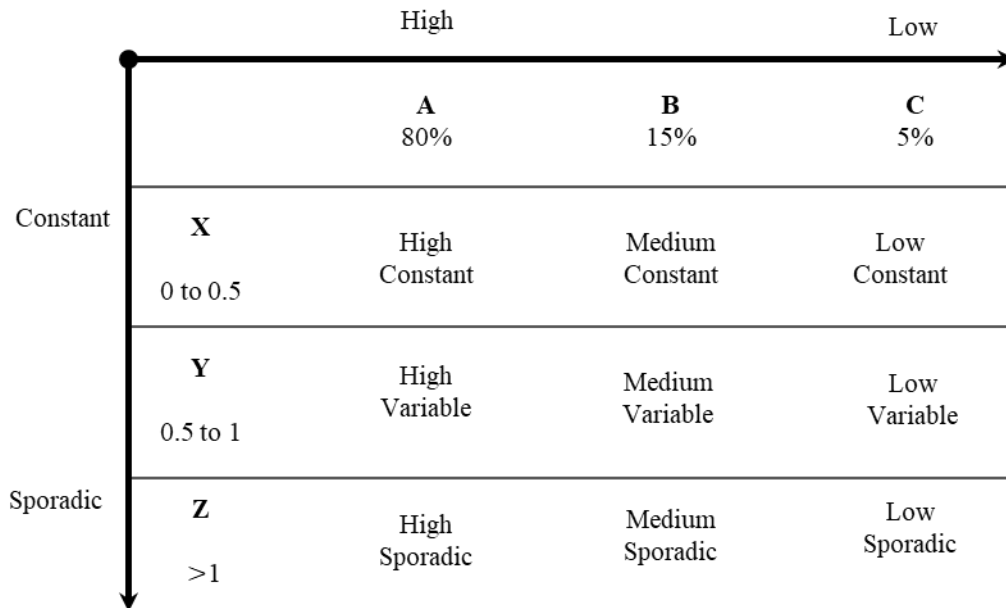 High Low
A B C
80% 15% 5%
Constant
X
0 to 0.5
High Medium Low
Constant Constant Constant
Y
0.5 to 1
High Medium Low
Variable Variable Variable
Sporadic
Z
>1
High Medium Low
Sporadic Sporadic Sporadic